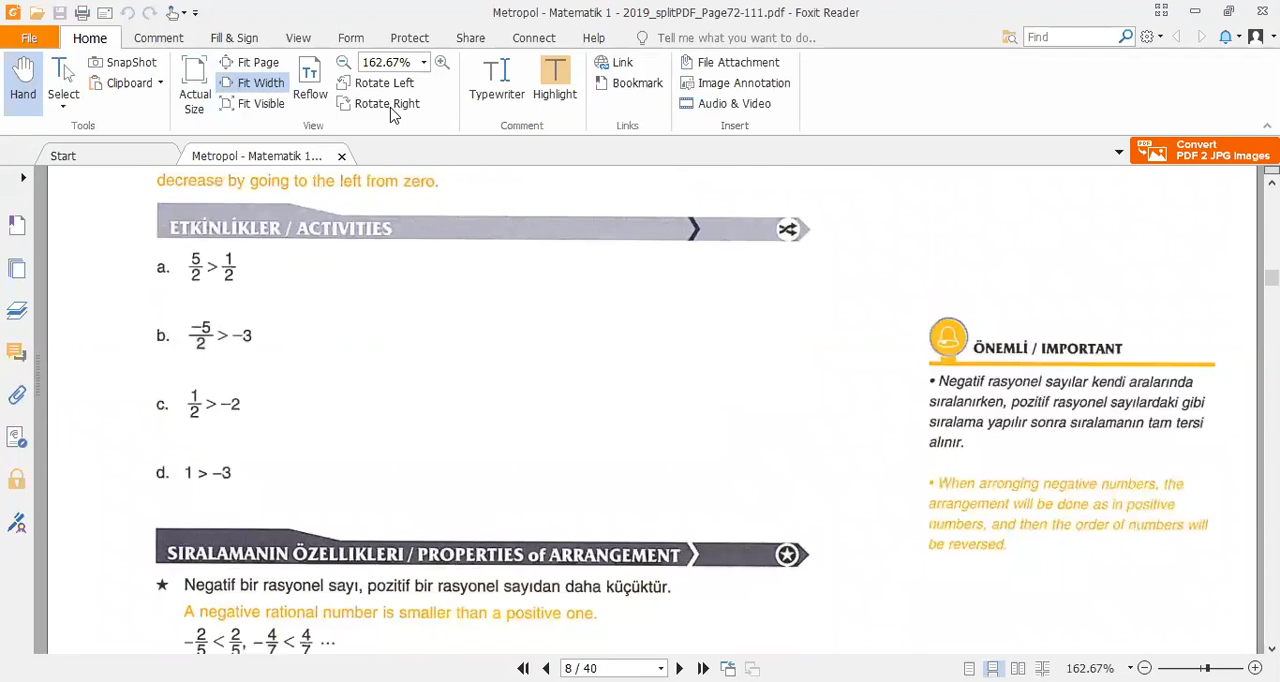 Metropol - Matematik 1 - 2019_splitPDF_Page72-111.pdf - Foxit Reader
File Home Comment Fill & Sign View Form Protect Share Connect Help Tell me what you want to do.. Find
Hand
Select
SnapShot
Clipboard
Tools
Actual Size
Fit Page
Fit Width
Fit Visible
Reflow
162.67%
Rotate Left
Rotate Right
View
Typewriter
Highlight
Comment
Link
Bookmark
Links
File Attachment
Image Annotation
Audio & Video
Insert
Start
Metropol - Matematik 1...
Convert
PDF 2 JPG Images
decrease by going to the left from zero.
ETKİNLİKLER / ACTIVITIES
a. 5/2 > 1/2
b. -5/2 > -3
c. 1/2 > -2
d. 1 > -3
ÖNEMLİ / IMPORTANT
• Negatif rasyonel sayılar kendi aralarında
sıralanırken, pozitif rasyonel sayılardaki gibi
sıralama yapılır sonra sıralamanın tam tersi
alınır.
• When arronging negative numbers, the
arrangement will be done as in positive
numbers, and then the order of numbers will
be reversed.
SIRALAMANIN ÖZELLIKLERI / PROPERTIES of ARRANGEMENT
★ Negatif bir rasyonel sayı, pozitif bir rasyonel sayıdan daha küçüktür.
A negative rational number is smaller than a positive one.
-2/5 < 2/5, -4/7 < 4/7 ...
8 / 40
162.67%